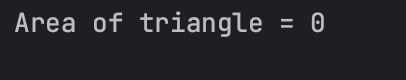 Area of triangle = 0